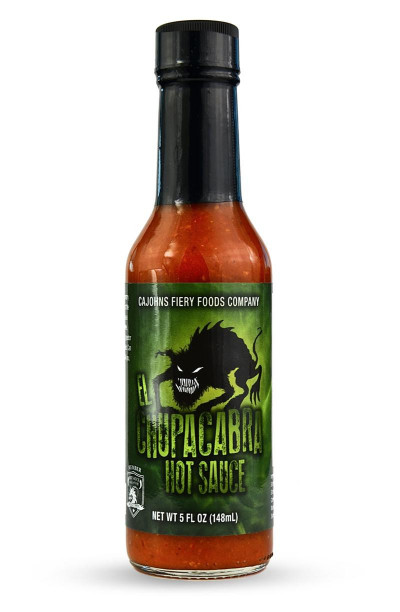 CAJOHNS FIERY FOODS COMPANY
EL
CHUPACABRA
HOT SAUCE
NET WT 5 FL OZ (148mL)